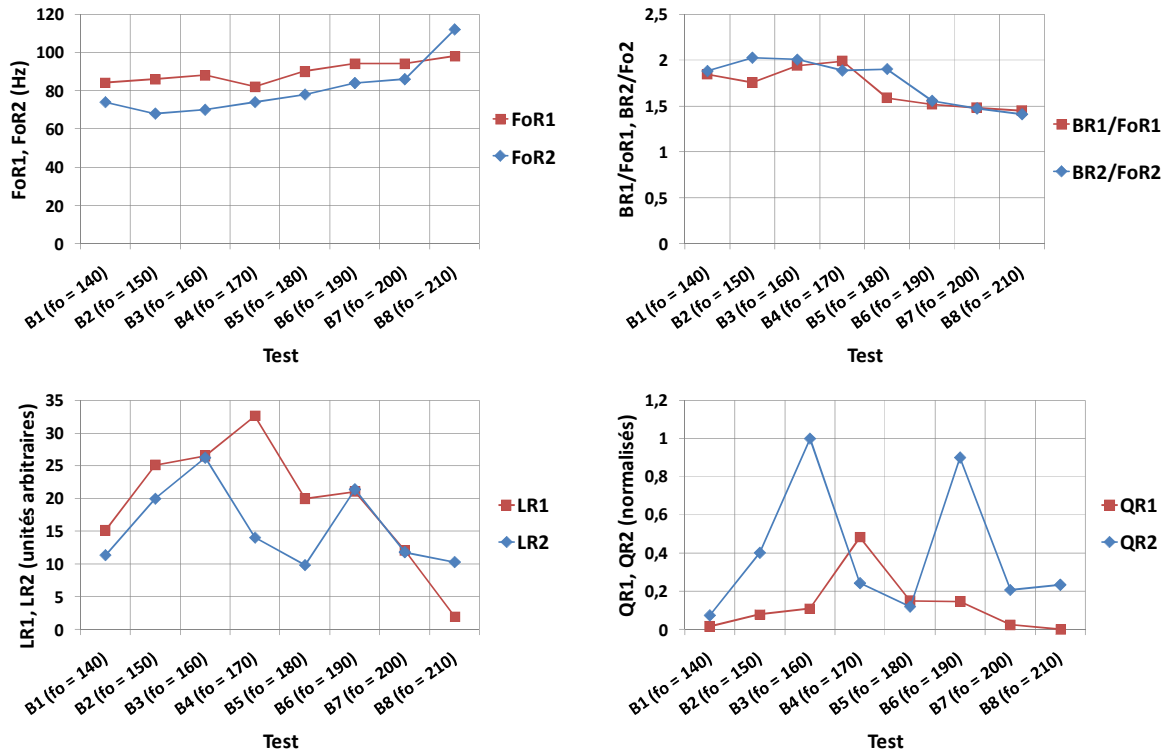 FoR1, FoR2 (Hz)
120
100
80
60
40
20
0
B1 (fo = 140)
B2 (fo = 150)
B3 (fo = 160)
B4 (fo = 170)
B5 (fo = 180)
B6 (fo = 190)
B7 (fo = 200)
B8 (fo = 210)
Test
FoR1
FoR2
BR1/FoR1, BR2/Fo2
2,5
2
1,5
1
0,5
0
B1 (fo = 140)
B2 (fo = 150)
B3 (fo = 160)
B4 (fo = 170)
B5 (fo = 180)
B6 (fo = 190)
B7 (fo = 200)
B8 (fo = 210)
Test
BR1/FoR1
BR2/FoR2
LR1, LR2 (unités arbitraires)
35
30
25
20
15
10
5
0
B1 (fo = 140)
B2 (fo = 150)
B3 (fo = 160)
B4 (fo = 170)
B5 (fo = 180)
B6 (fo = 190)
B7 (fo = 200)
B8 (fo = 210)
Test
LR1
LR2
QR1, QR2 (normalisés)
1,2
1
0,8
0,6
0,4
0,2
0
B1 (fo = 140)
B2 (fo = 150)
B3 (fo = 160)
B4 (fo = 170)
B5 (fo = 180)
B6 (fo = 190)
B7 (fo = 200)
B8 (fo = 210)
Test
QR1
QR2